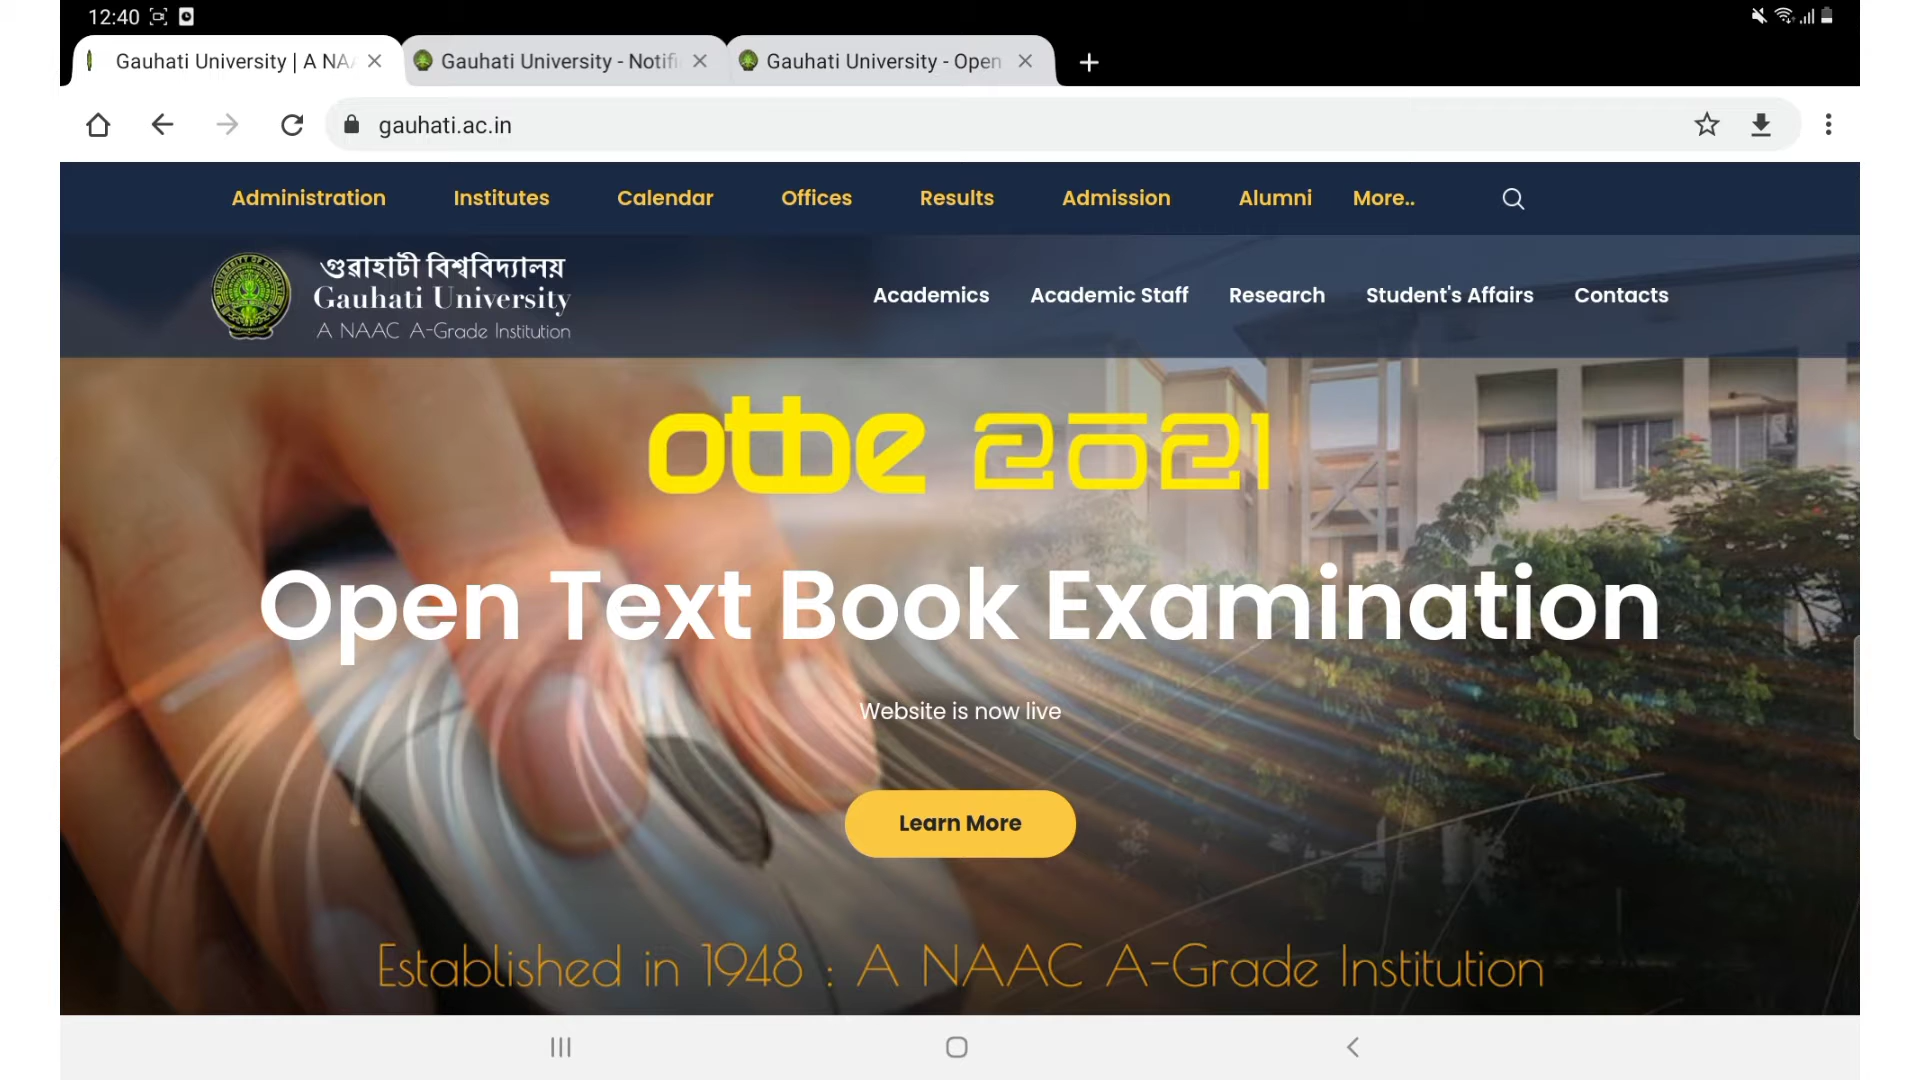 12:40
Gauhati University | A NAA
Gauhati University - Notifi
Gauhati University - Open
gauhati.ac.in
Administration Institutes Calendar Offices Results Admission Alumni More..
গুৱাহাটী বিশ্ববিদ্যালয়
Gauhati University
A NAAC A-Grade Institution
Academics Academic Staff Research Student's Affairs Contacts
otbe 2021
Open Text Book Examination
Website is now live
Learn More
Established in 1948 : A NAAC A-Grade Institution